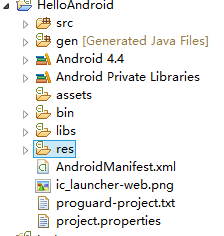 HelloAndroid
src
gen [Generated Java Files]
Android 4.4
Android Private Libraries
assets
bin
libs
res
AndroidManifest.xml
ic_launcher-web.png
proguard-project.txt
project.properties